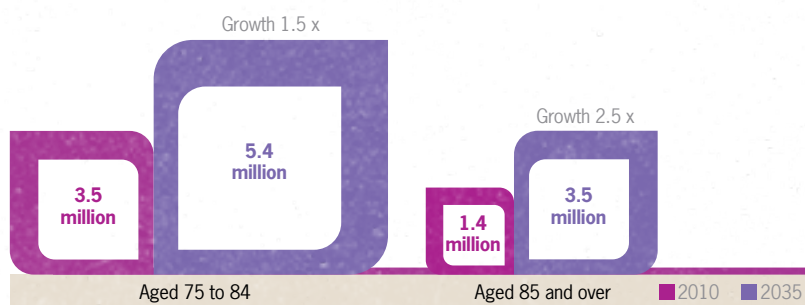 Growth 1.5 x
Growth 2.5 x
5.4
million
3.5
million
1.4
million
3.5
million
Aged 75 to 84
Aged 85 and over
2010
2035